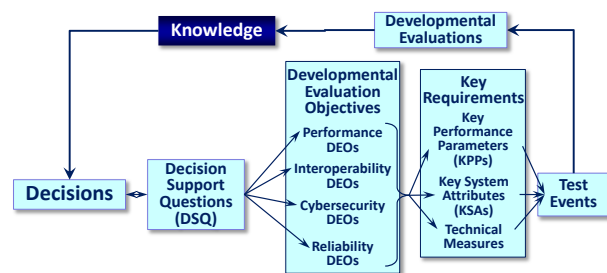 Knowledge
Developmental
Evaluations
Developmental
Evaluation
Objectives
Performance
DEOs
Interoperability
DEOs
Cybersecurity
DEOs
Reliability
DEOs
Key
Requirements
Key
Performance
Parameters
(KPPs)
Key System
Attributes
(KSAs)
Technical
Measures
Decisions
Decision
Support
Questions
(DSQ)
Test
Events